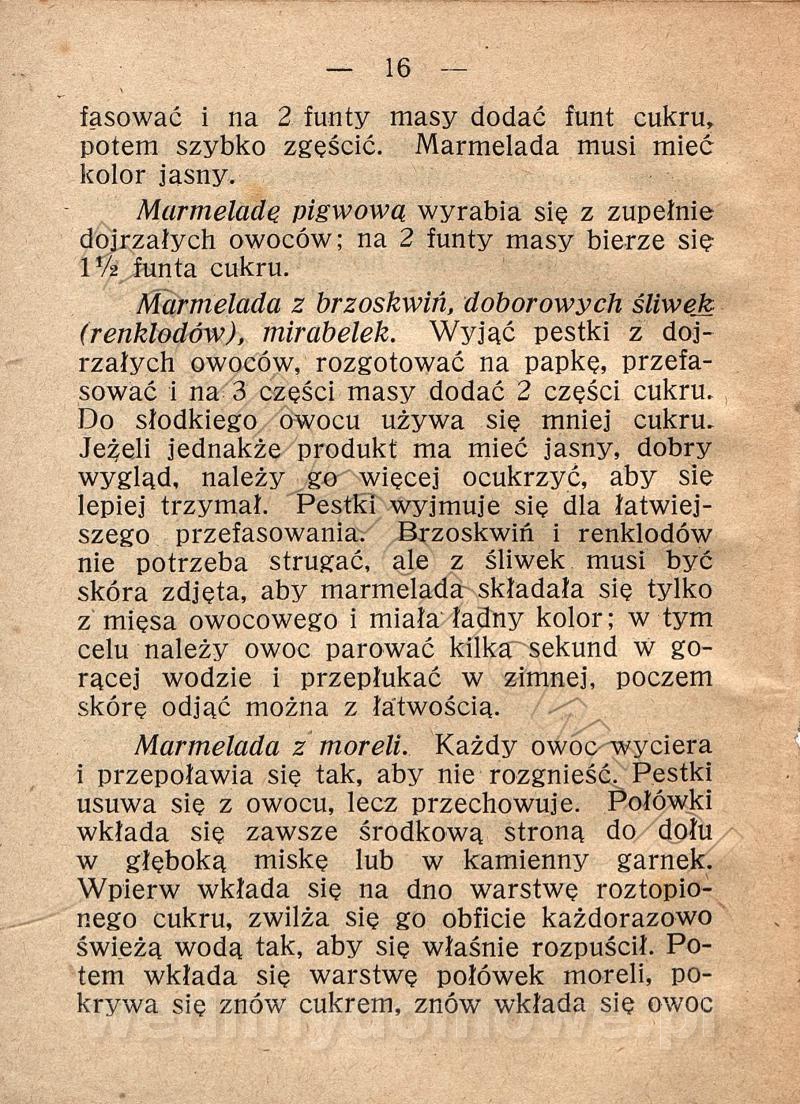 — 16 —
fasować i na 2 funty masy dodać funt cukru,
potem szybko zgęścić. Marmelada musi mieć
kolor jasny.
Marmeladę pigwową wyrabia się z zupełnie
dojrzałych owoców; na 2 funty masy bierze się
1½ funta cukru.
Marmelada z brzoskwiń, doborowych śliwek
(renklodów), mirabelek. Wyjąć pestki z doj-
rzałych owoców, rozgotować na papkę, przefa-
sować i na 3 części masy dodać 2 części cukru.
Do słodkiego owocu używa się mniej cukru.
Jeżeli jednakże produkt ma mieć jasny, dobry
wygląd, należy go więcej ocukrzyć, aby sie
lepiej trzymał. Pestki wyjmuje się dla łatwiej-
szego przefasowania. Brzoskwiń i renklodów
nie potrzeba strugać, ale z śliwek musi być
skóra zdjęta, aby marmelada składała się tylko
z mięsa owocowego i miała ładny kolor; w tym
celu należy owoc parować kilka sekund w go-
rącej wodzie i przepłukać w zimnej, poczem
skórę odjąć można z łatwością.
Marmelada z moreli. Każdy owoc wyciera
i przepoławia się tak, aby nie rozgnieść. Pestki
usuwa się z owocu, lecz przechowuje. Połówki
wkłada się zawsze środkową stroną do dołu
w głęboką miskę lub w kamienny garnek.
Wpierw wkłada się na dno warstwę roztopio-
nego cukru, zwilża się go obficie każdorazowo
świeżą wodą tak, aby się właśnie rozpuścił. Po-
tem wkłada się warstwę połówek moreli, po-
krywa się znów cukrem, znów wkłada się owoc